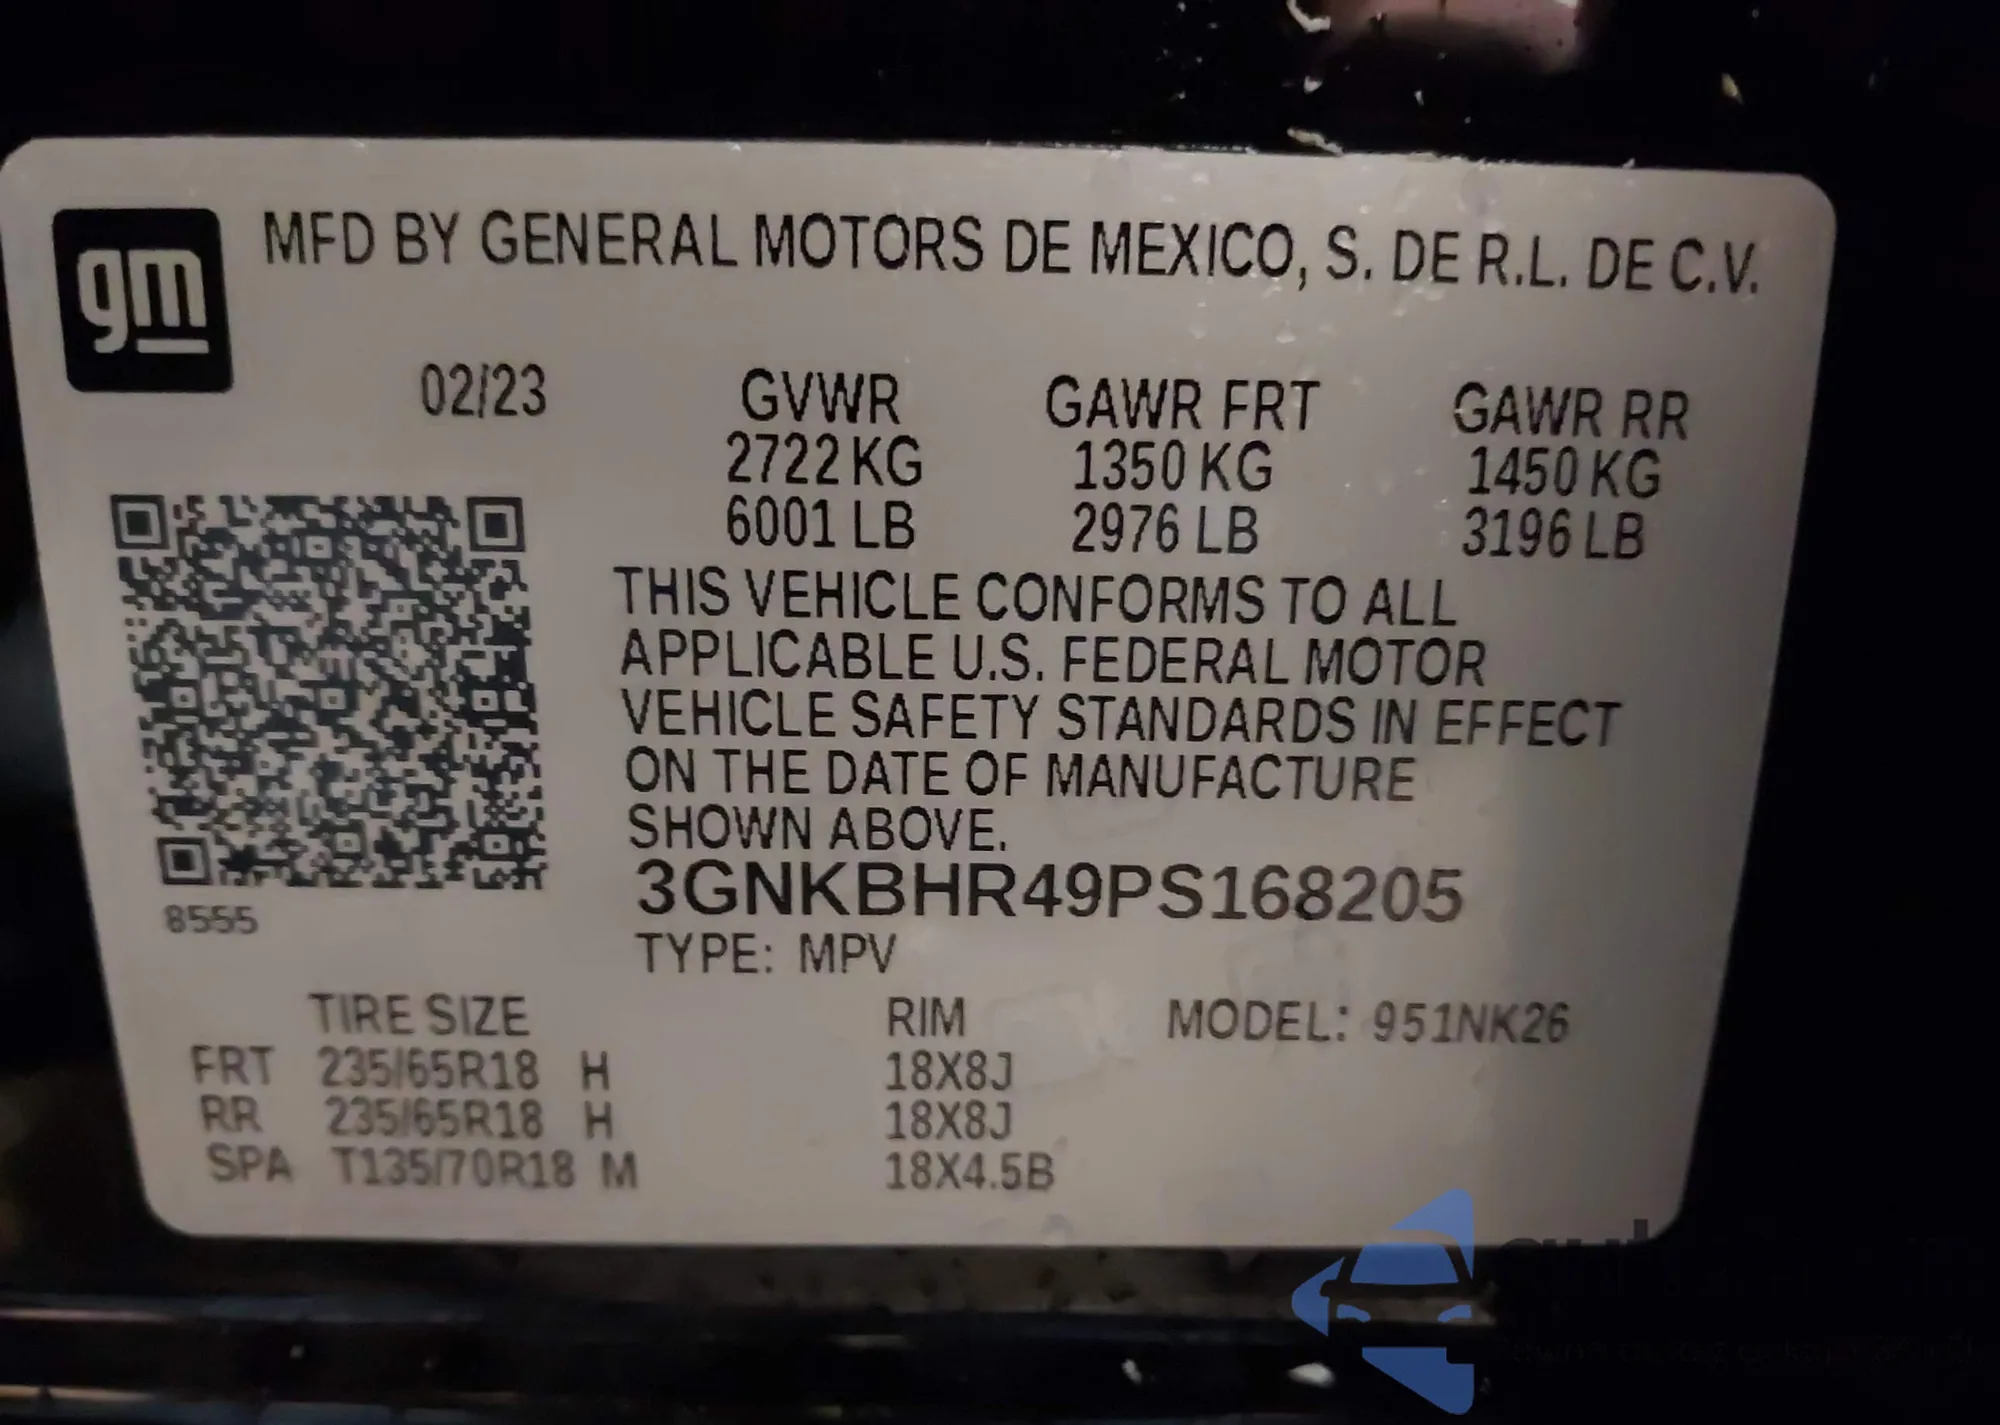 gm
MFD BY GENERAL MOTORS DE MEXICO, S. DE R.L. DE C.V.
02/23 GVWR GAWR FRT GAWR RR
2722 KG 1350 KG 1450 KG
6001 LB 2976 LB 3196 LB
THIS VEHICLE CONFORMS TO ALL
APPLICABLE U.S. FEDERAL MOTOR
VEHICLE SAFETY STANDARDS IN EFFECT
ON THE DATE OF MANUFACTURE
SHOWN ABOVE.
3GNKBHR49PS168205
8555
TYPE: MPV
TIRE SIZE RIM MODEL: 951NK26
FRT 235/65R18 H 18X8J
RR 235/65R18 H 18X8J
SPA T135/70R18 M 18X4.5B